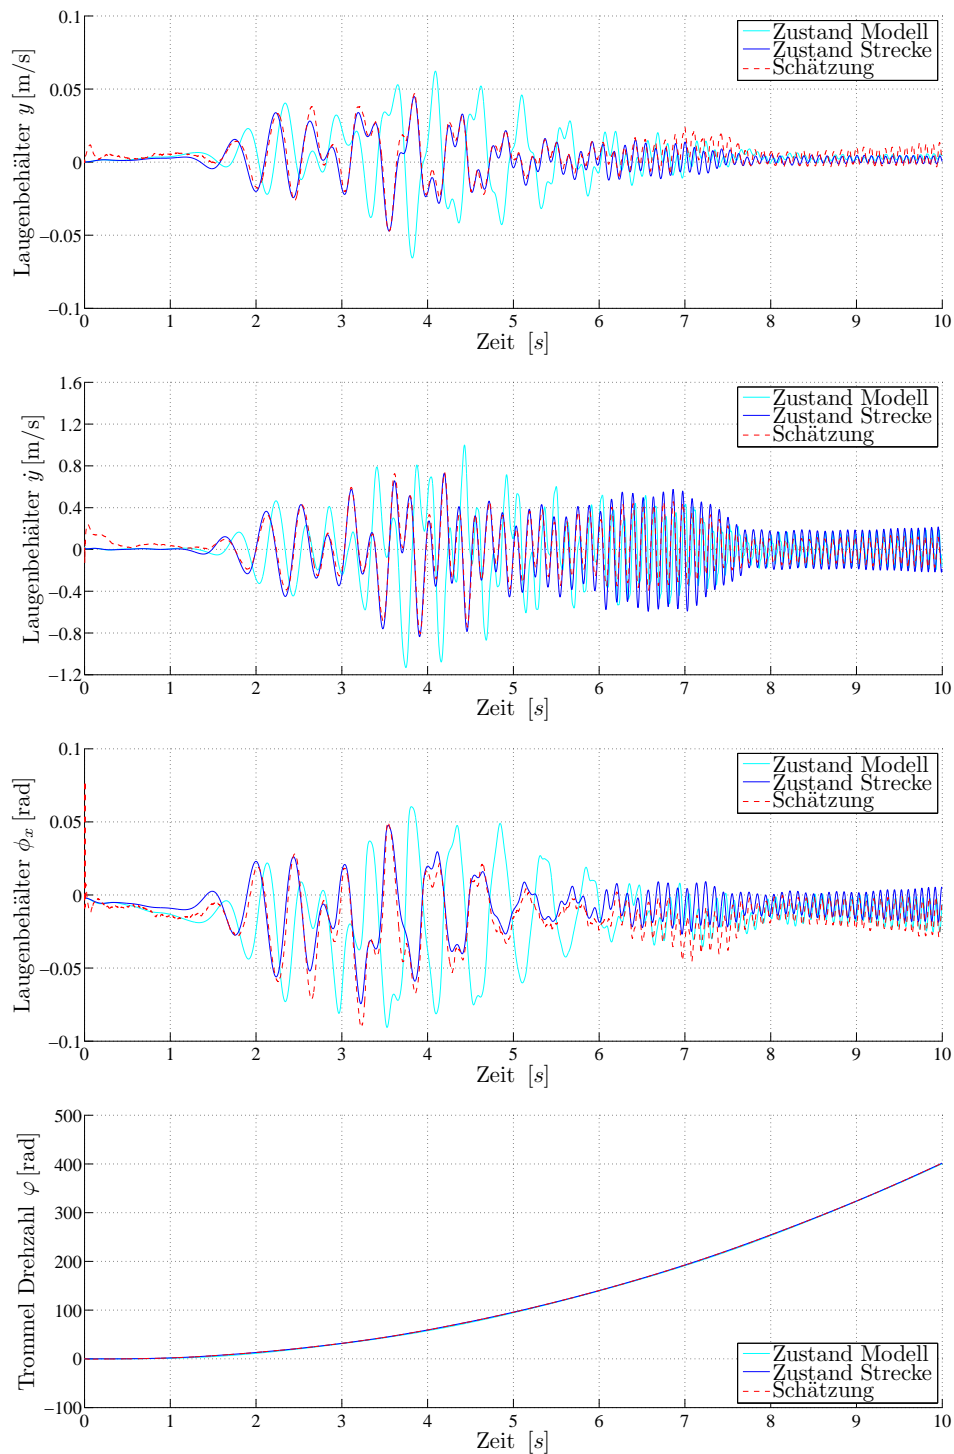 0.1
0.05
0
−0.05
−0.1
Laugenbehälter y [m/s]
Zustand Modell
Zustand Strecke
Schätzung
0 1 2 3 4 5 6 7 8 9 10
Zeit [s]
1.6
1.2
0.8
0.4
0
−0.4
−0.8
−1.2
Laugenbehälter ẏ [m/s]
Zustand Modell
Zustand Strecke
Schätzung
0 1 2 3 4 5 6 7 8 9 10
Zeit [s]
0.1
0.05
0
−0.05
−0.1
Laugenbehälter ϕₓ [rad]
Zustand Modell
Zustand Strecke
Schätzung
0 1 2 3 4 5 6 7 8 9 10
Zeit [s]
500
400
300
200
100
0
−100
Trommel Drehzahl φ [rad]
Zustand Modell
Zustand Strecke
Schätzung
0 1 2 3 4 5 6 7 8 9 10
Zeit [s]